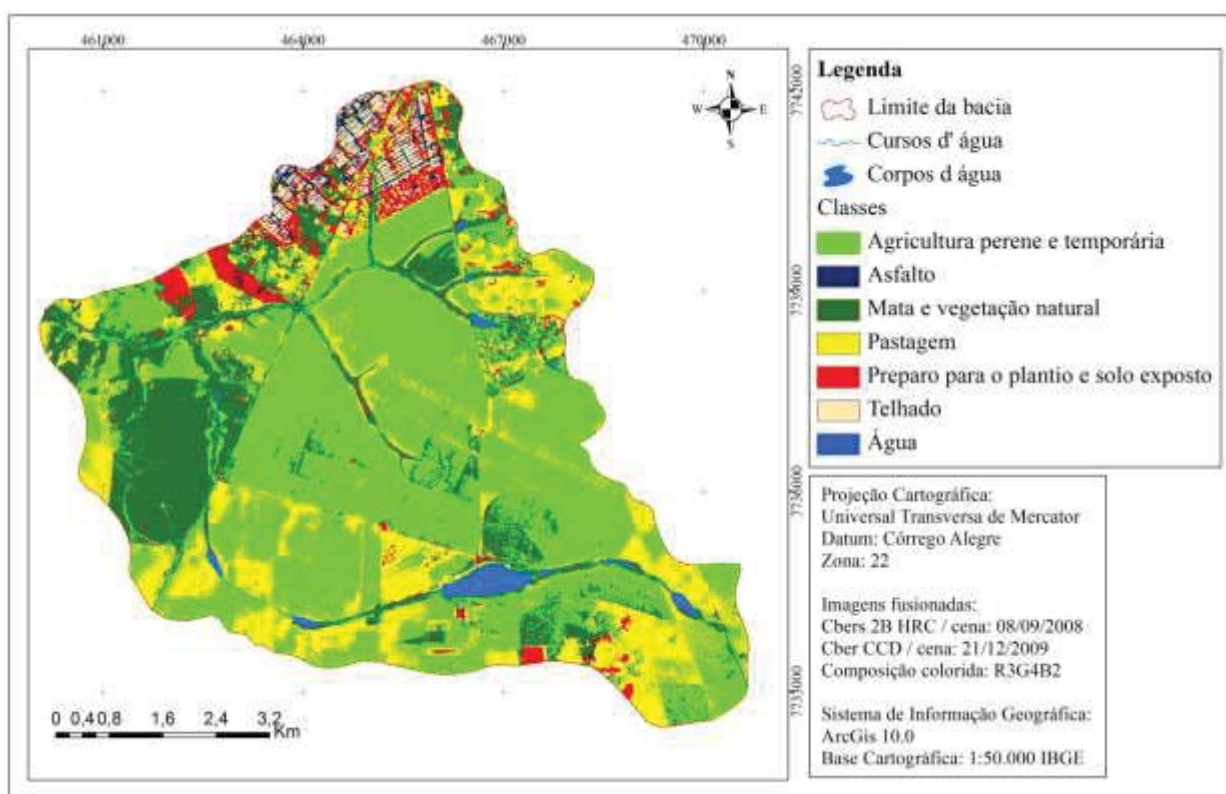 461000 464000 467000 470000
7742000
7739000
7736000
7733000
N
W E
S
0 0,4 0,8 1,6 2,4 3,2
Km
Legenda
Limite da bacia
Cursos d' água
Corpos d água
Classes
Agricultura perene e temporária
Asfalto
Mata e vegetação natural
Pastagem
Preparo para o plantio e solo exposto
Telhado
Água
Projeção Cartográfica:
Universal Transversa de Mercator
Datum: Córrego Alegre
Zona: 22
Imagens fusionadas:
Cbers 2B HRC / cena: 08/09/2008
Cber CCD / cena: 21/12/2009
Composição colorida: R3G4B2
Sistema de Informação Geográfica:
ArcGis 10.0
Base Cartográfica: 1:50.000 IBGE